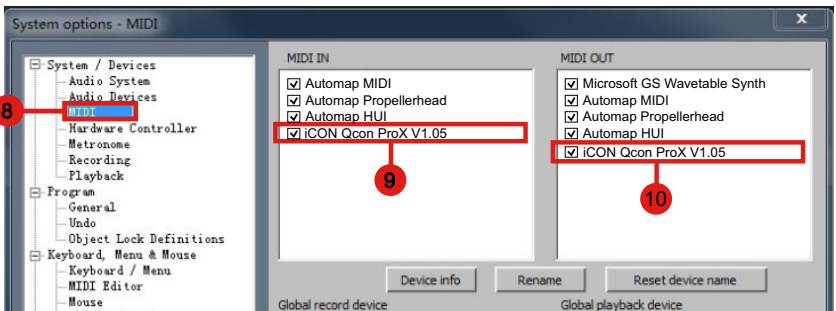 System options - MIDI
x
System / Devices
Audio System
Audio Devices
MIDI
Hardware Controller
Metronome
Recording
Playback
Program
General
Undo
Object Lock Definitions
Keyboard, Menu & Mouse
Keyboard / Menu
MIDI Editor
Mouse
8
MIDI IN
Automap MIDI
Automap Propellerhead
Automap HUI
iCON Qcon ProX V1.05
9
MIDI OUT
Microsoft GS Wavetable Synth
Automap MIDI
Automap Propellerhead
Automap HUI
iCON Qcon ProX V1.05
10
Device info
Rename
Reset device name
Global record device
Global playback device